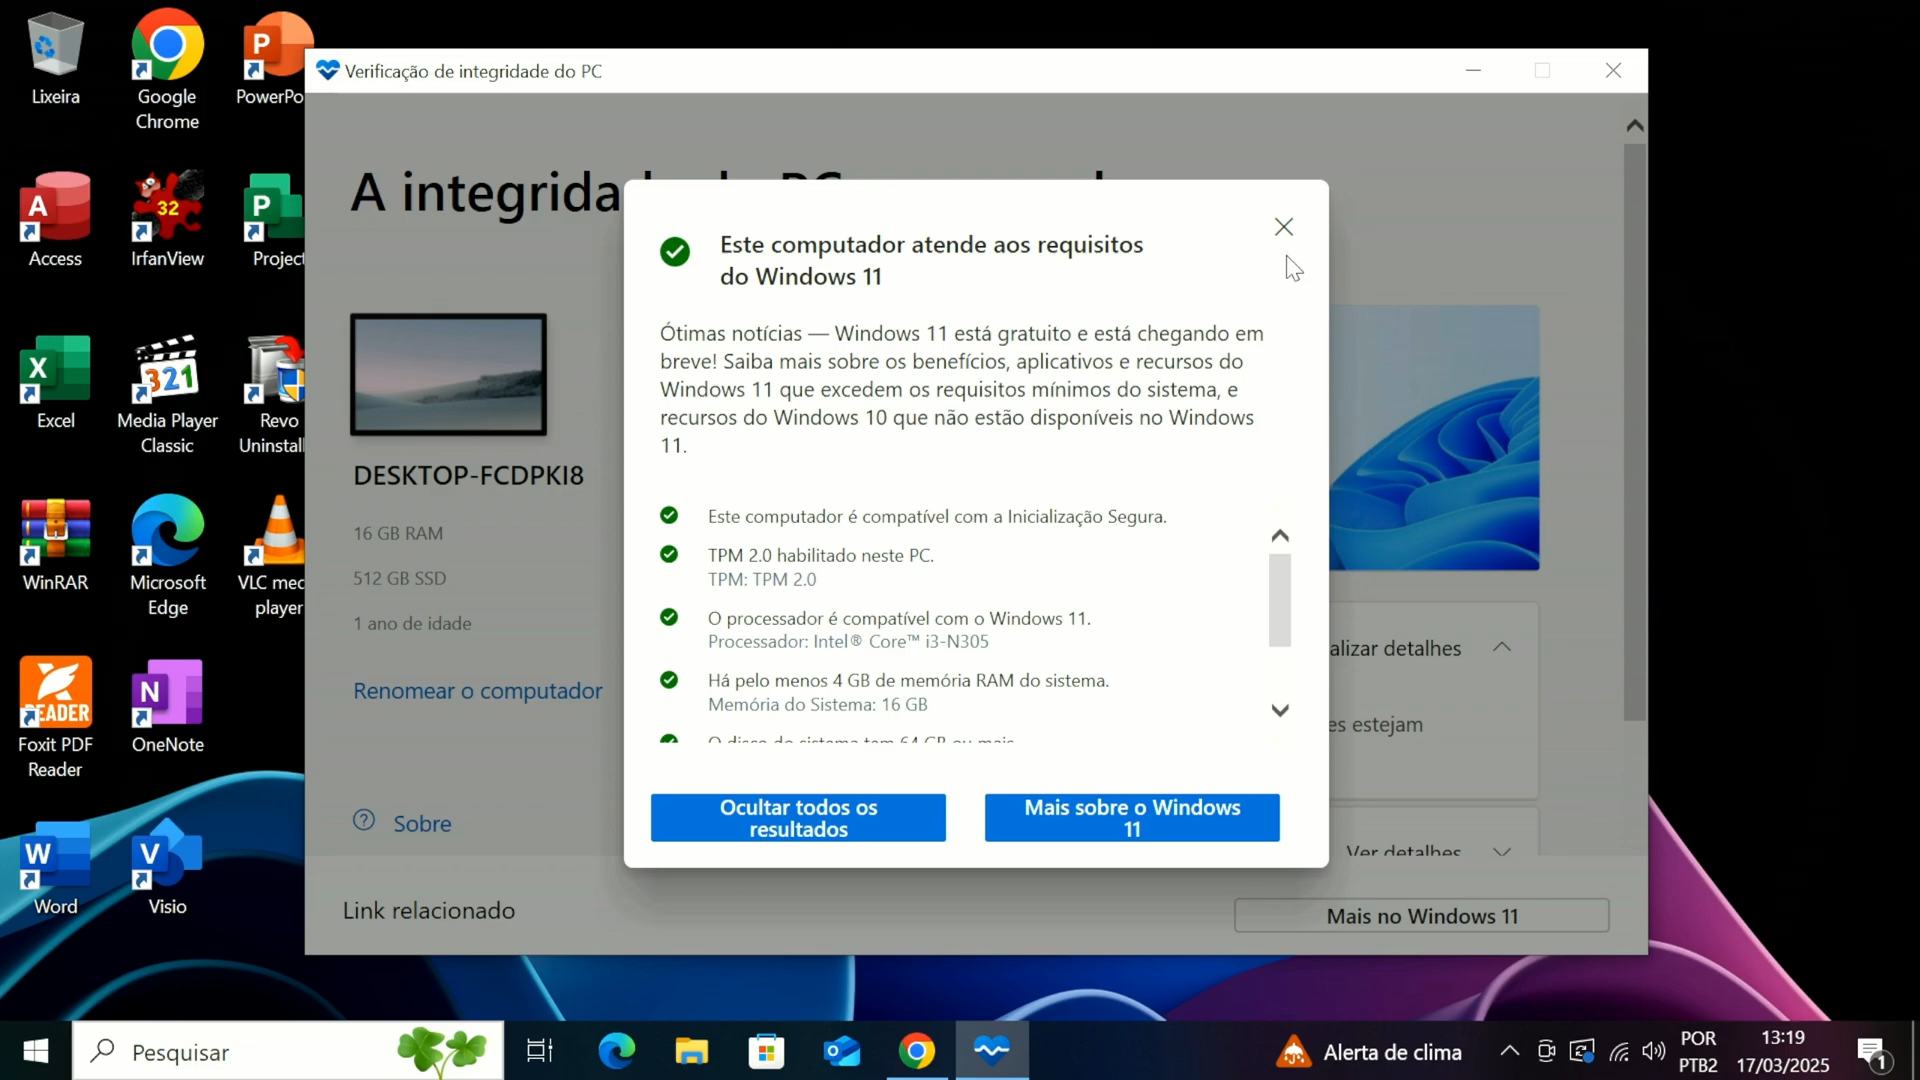 Lixeira
Google
Chrome
PowerPo
Access
IrfanView
Project
Excel
Media Player
Classic
Revo
Uninstall
WinRAR
Microsoft
Edge
VLC med
player
Foxit PDF
Reader
OneNote
Word
Visio
A
32
P
X
321
READER
N
W
V
P
Verificação de integridade do PC
A integrida
DESKTOP-FCDPKI8
16 GB RAM
512 GB SSD
1 ano de idade
Renomear o computador
Sobre
Link relacionado
Este computador atende aos requisitos
do Windows 11
Ótimas notícias — Windows 11 está gratuito e está chegando em
breve! Saiba mais sobre os benefícios, aplicativos e recursos do
Windows 11 que excedem os requisitos mínimos do sistema, e
recursos do Windows 10 que não estão disponíveis no Windows
11.
Este computador é compatível com a Inicialização Segura.
TPM 2.0 habilitado neste PC.
TPM: TPM 2.0
O processador é compatível com o Windows 11.
Processador: Intel® Core™ i3-N305
Há pelo menos 4 GB de memória RAM do sistema.
Memória do Sistema: 16 GB
O disco do sistema tem 64 GB ou mais.
Ocultar todos os
resultados
Mais sobre o Windows
11
alizar detalhes
es estejam
Ver detalhes
Mais no Windows 11
Pesquisar
Alerta de clima
POR
PTB2
13:19
17/03/2025
1